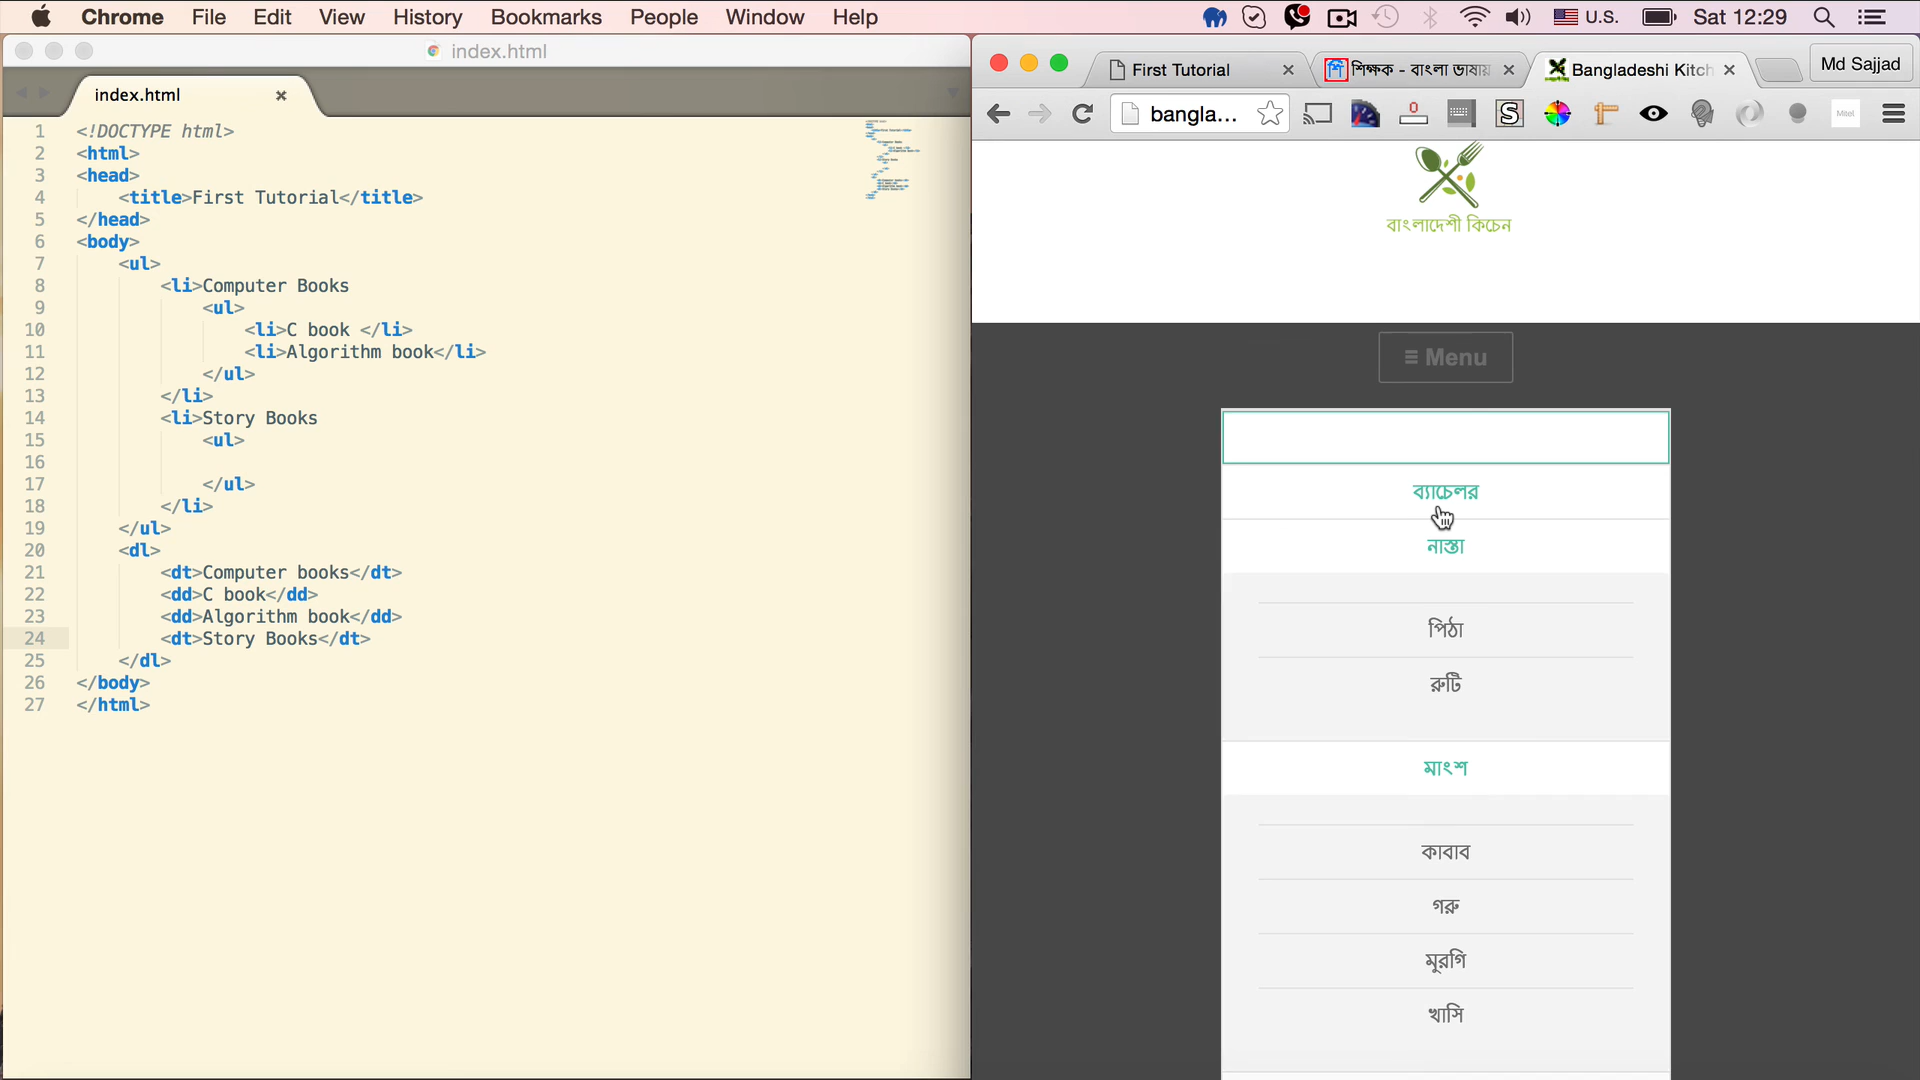 Chrome File Edit View History Bookmarks People Window Help
U.S. Sat 12:29
index.html
index.html
1 <!DOCTYPE html>
2 <html>
3 <head>
4 <title>First Tutorial</title>
5 </head>
6 <body>
7 <ul>
8 <li>Computer Books
9 <ul>
10 <li>C book </li>
11 <li>Algorithm book</li>
12 </ul>
13 </li>
14 <li>Story Books
15 <ul>
16
17 </ul>
18 </li>
19 </ul>
20 <dl>
21 <dt>Computer books</dt>
22 <dd>C book</dd>
23 <dd>Algorithm book</dd>
24 <dt>Story Books</dt>
25 </dl>
26 </body>
27 </html>
First Tutorial
শিক্ষক - বাংলা ভাষায়
Bangladeshi Kitch
Md Sajjad
bangla...
Mitel
বাংলাদেশী কিচেন
≡ Menu
ব্যাচেলর
নাস্তা
পিঠা
রুটি
মাংশ
কাবাব
গরু
মুরগি
খাসি